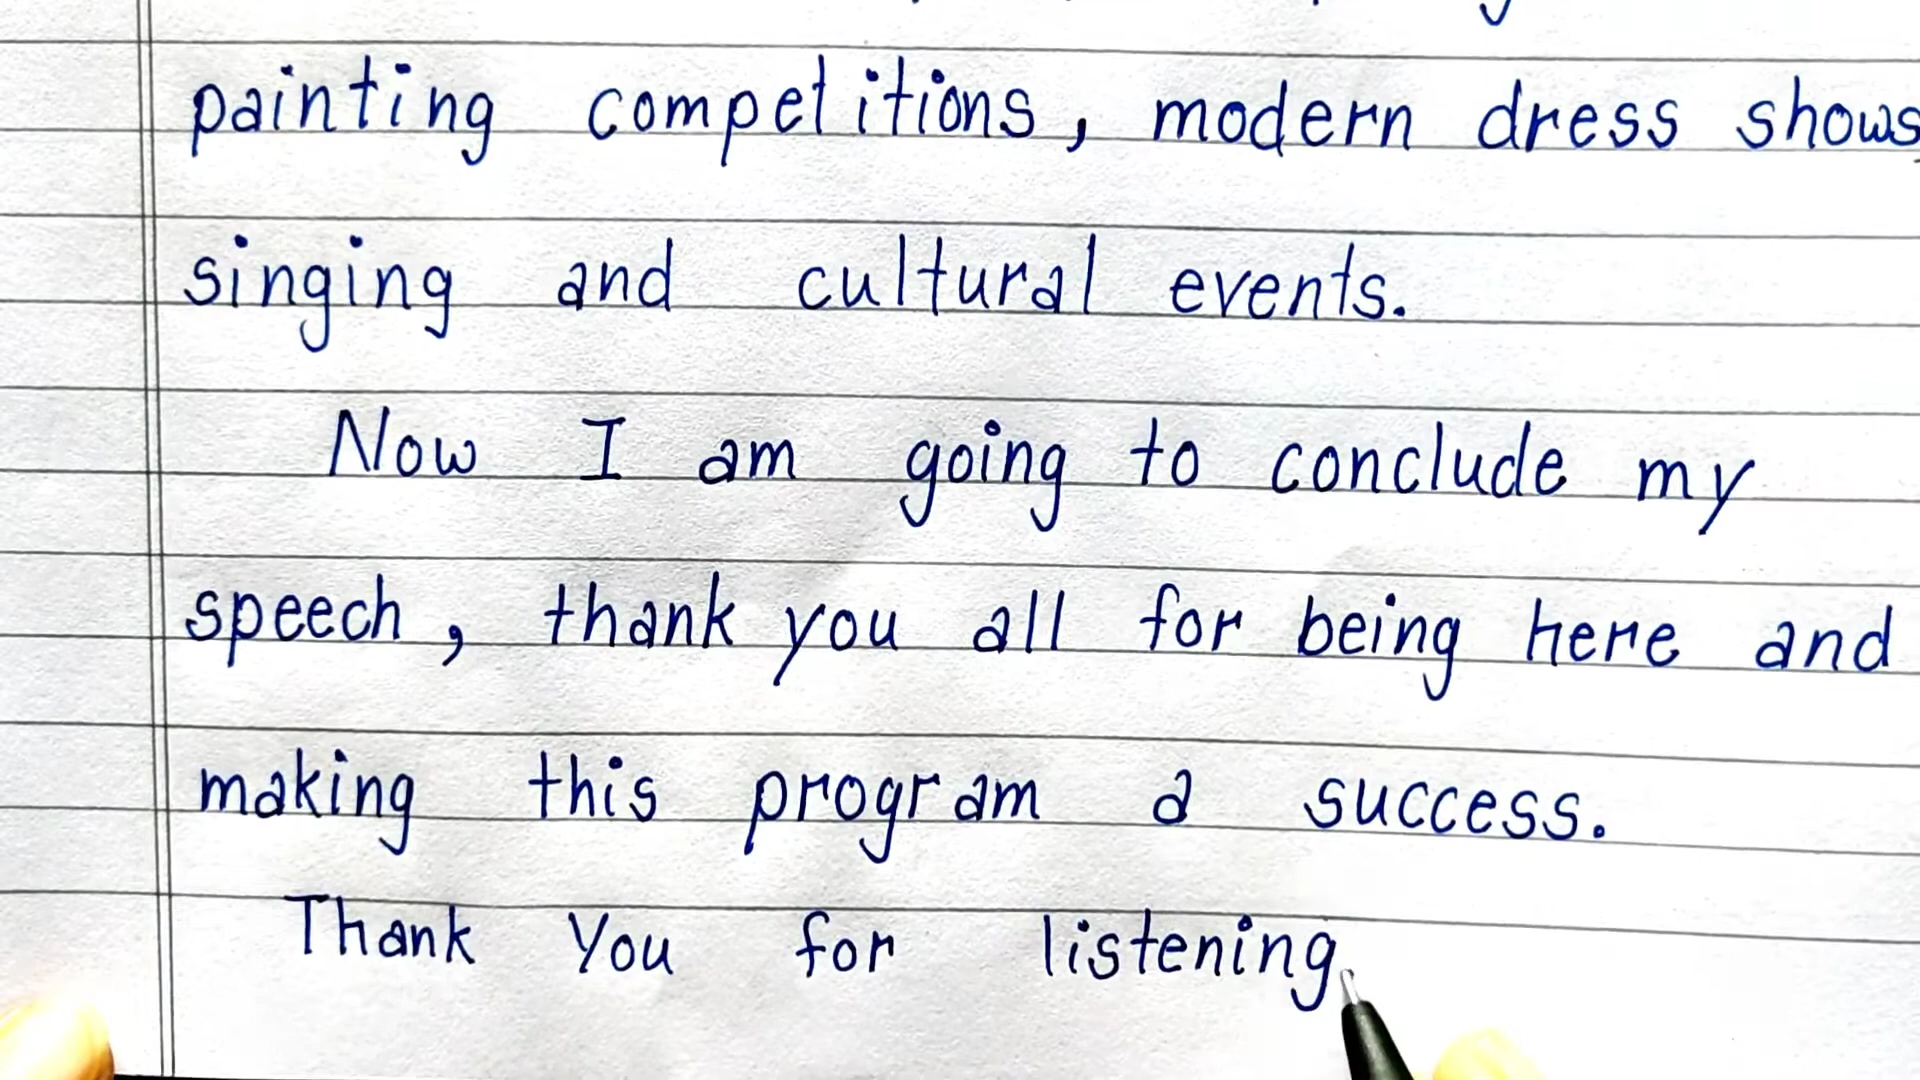 painting competitions, modern dress shows,
singing and cultural events.
Now I am going to conclude my
speech, thank you all for being here and
making this program a success.
Thank You for listening.